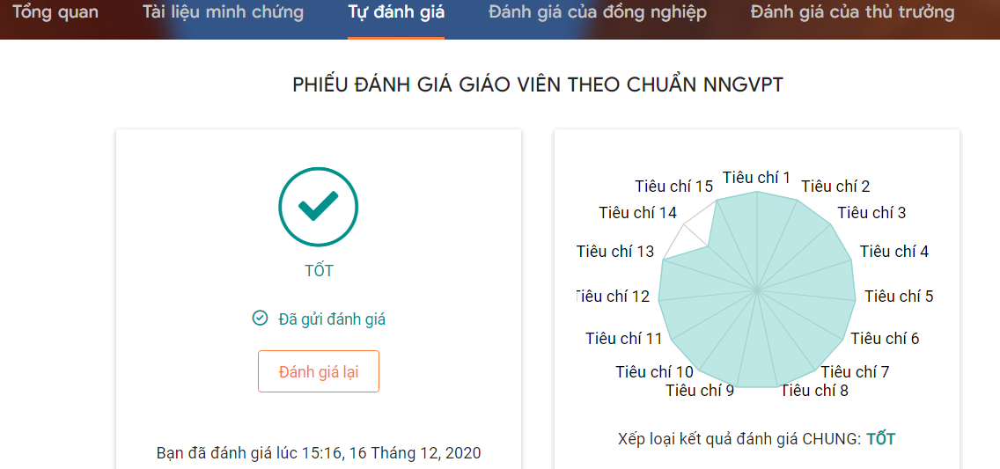 Tổng quan Tài liệu minh chứng Tự đánh giá Đánh giá của đồng nghiệp Đánh giá của thủ trưởng
PHIẾU ĐÁNH GIÁ GIÁO VIÊN THEO CHUẨN NNGVPT
TỐT
Đã gửi đánh giá
Đánh giá lại
Bạn đã đánh giá lúc 15:16, 16 Tháng 12, 2020
Tiêu chí 1
Tiêu chí 2
Tiêu chí 3
Tiêu chí 4
Tiêu chí 5
Tiêu chí 6
Tiêu chí 7
Tiêu chí 8
Tiêu chí 9
Tiêu chí 10
Tiêu chí 11
Tiêu chí 12
Tiêu chí 13
Tiêu chí 14
Tiêu chí 15
Xếp loại kết quả đánh giá CHUNG: TỐT